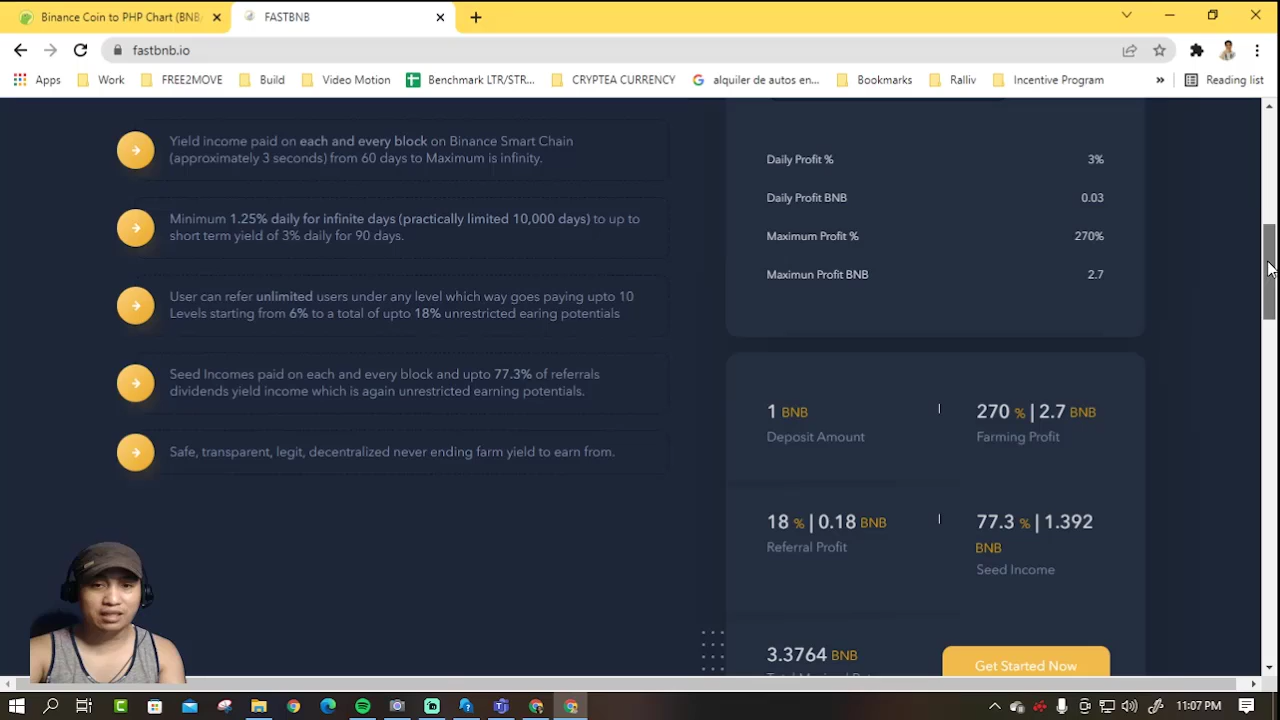 Binance Coin to PHP Chart (BNB
FASTBNB
fastbnb.io
Apps
Work
FREE2MOVE
Build
Video Motion
Benchmark LTR/STR...
CRYPTEA CURRENCY
alquiler de autos en...
Bookmarks
Ralliv
Incentive Program
»
Reading list
Yield income paid on each and every block on Binance Smart Chain
(approximately 3 seconds) from 60 days to Maximum is infinity.
Minimum 1.25% daily for infinite days (practically limited 10,000 days) to up to
short term yield of 3% daily for 90 days.
User can refer unlimited users under any level which way goes paying upto 10
Levels starting from 6% to a total of upto 18% unrestricted earing potentials
Seed Incomes paid on each and every block and upto 77.3% of referrals
dividends yield income which is again unrestricted earning potentials.
Safe, transparent, legit, decentralized never ending farm yield to earn from.
Daily Profit % 3%
Daily Profit BNB 0.03
Maximum Profit % 270%
Maximun Profit BNB 2.7
1 BNB
Deposit Amount
270 % | 2.7 BNB
Farming Profit
18 % | 0.18 BNB
Referral Profit
77.3 % | 1.392
BNB
Seed Income
3.3764 BNB
Get Started Now
11:07 PM